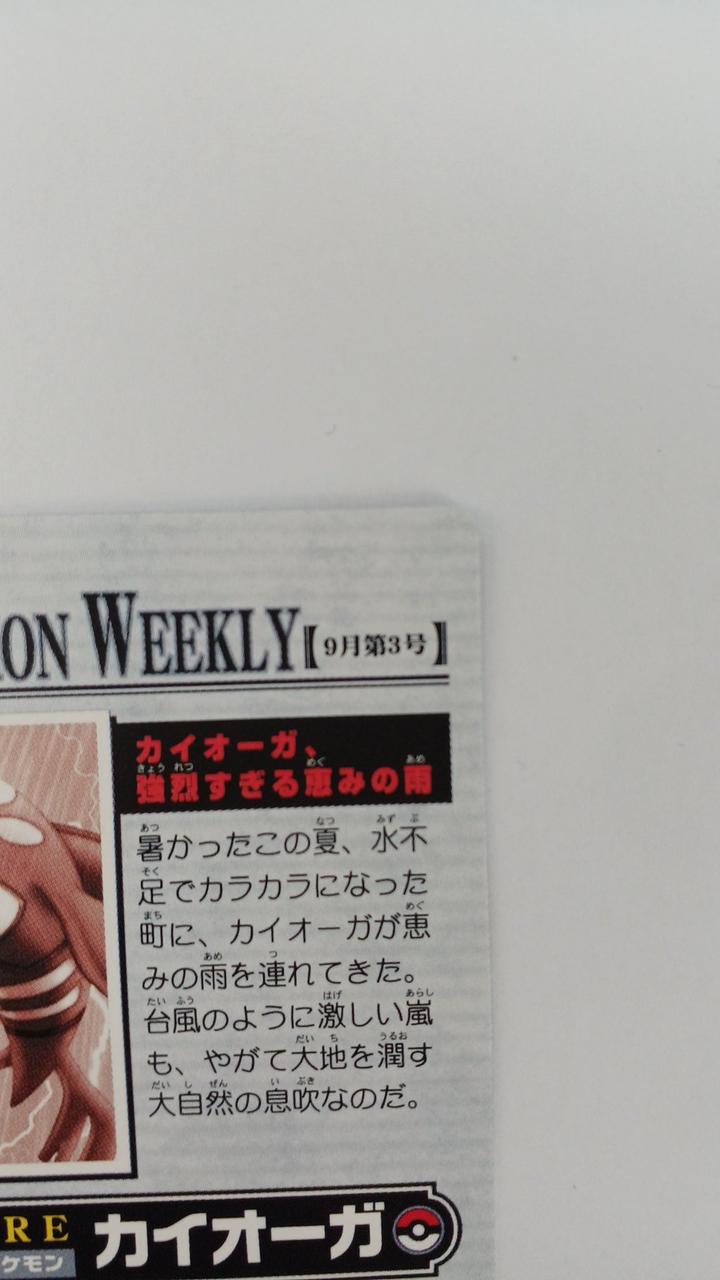 ON WEEKLY【9月第3号】
カイオーガ、
強烈すぎる恵みの雨
暑かったこの夏、水不
足でカラカラになった
町に、カイオーガが恵
みの雨を連れてきた。
台風のように激しい嵐
も、やがて大地を潤す
大自然の息吹なのだ。
RE カイオーガ
ケモン